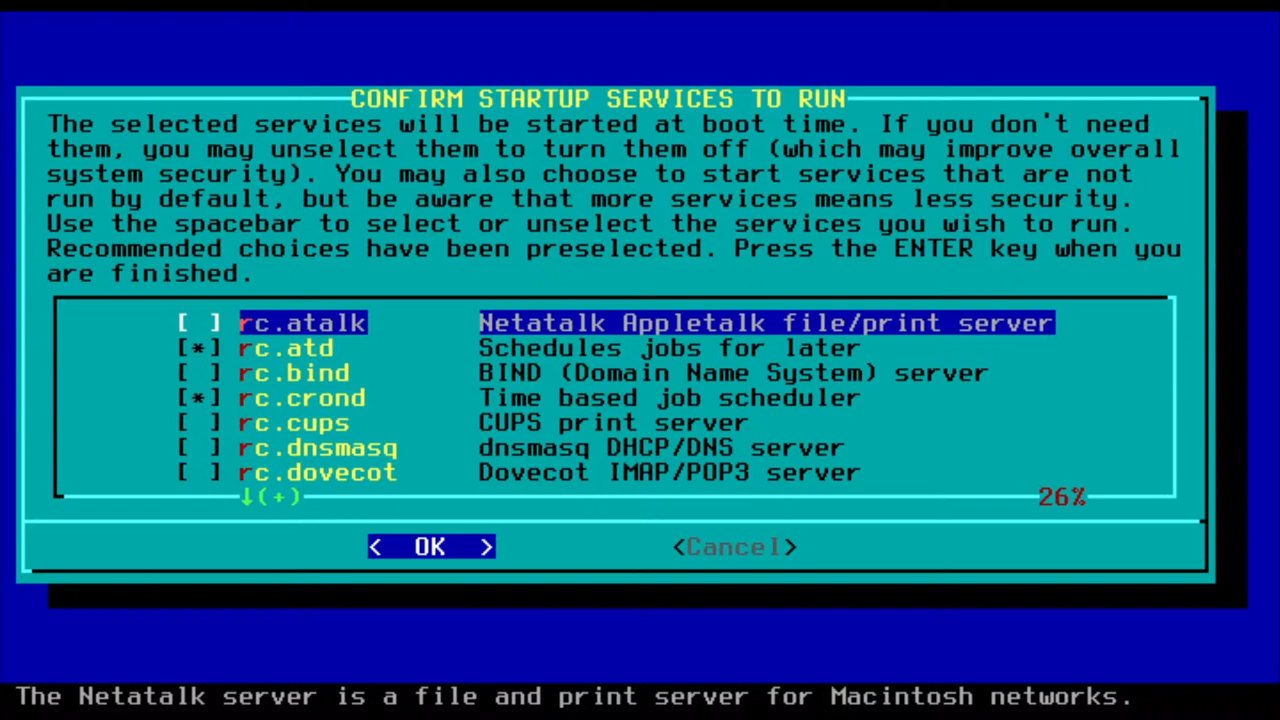 CONFIRM STARTUP SERVICES TO RUN
The selected services will be started at boot time. If you don't need
them, you may unselect them to turn them off (which may improve overall
system security). You may also choose to start services that are not
run by default, but be aware that more services means less security.
Use the spacebar to select or unselect the services you wish to run.
Recommended choices have been preselected. Press the ENTER key when you
are finished.
[ ] rc.atalk Netatalk Appletalk file/print server
[*] rc.atd Schedules jobs for later
[ ] rc.bind BIND (Domain Name System) server
[*] rc.crond Time based job scheduler
[ ] rc.cups CUPS print server
[ ] rc.dnsmasq dnsmasq DHCP/DNS server
[ ] rc.dovecot Dovecot IMAP/POP3 server
↓(+) 26%
< OK > <Cancel>
The Netatalk server is a file and print server for Macintosh networks.